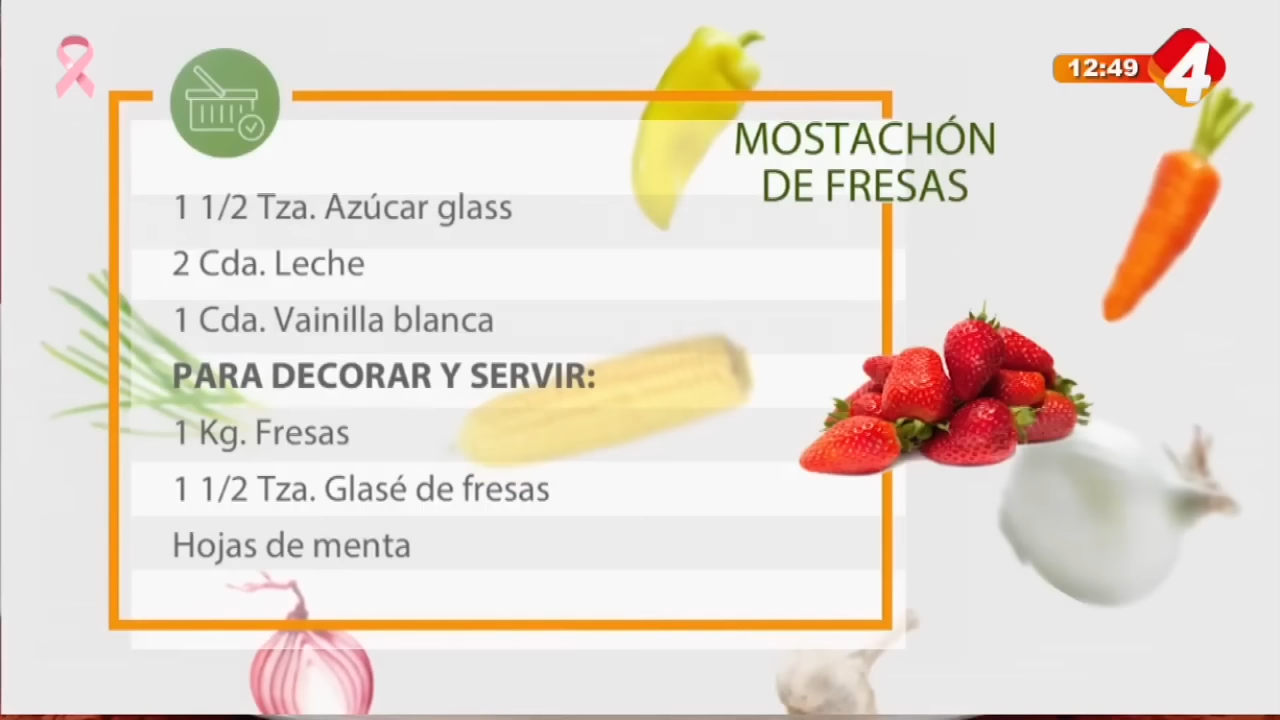 12:49
4
MOSTACHÓN
DE FRESAS
1 1/2 Tza. Azúcar glass
2 Cda. Leche
1 Cda. Vainilla blanca
PARA DECORAR Y SERVIR:
1 Kg. Fresas
1 1/2 Tza. Glasé de fresas
Hojas de menta